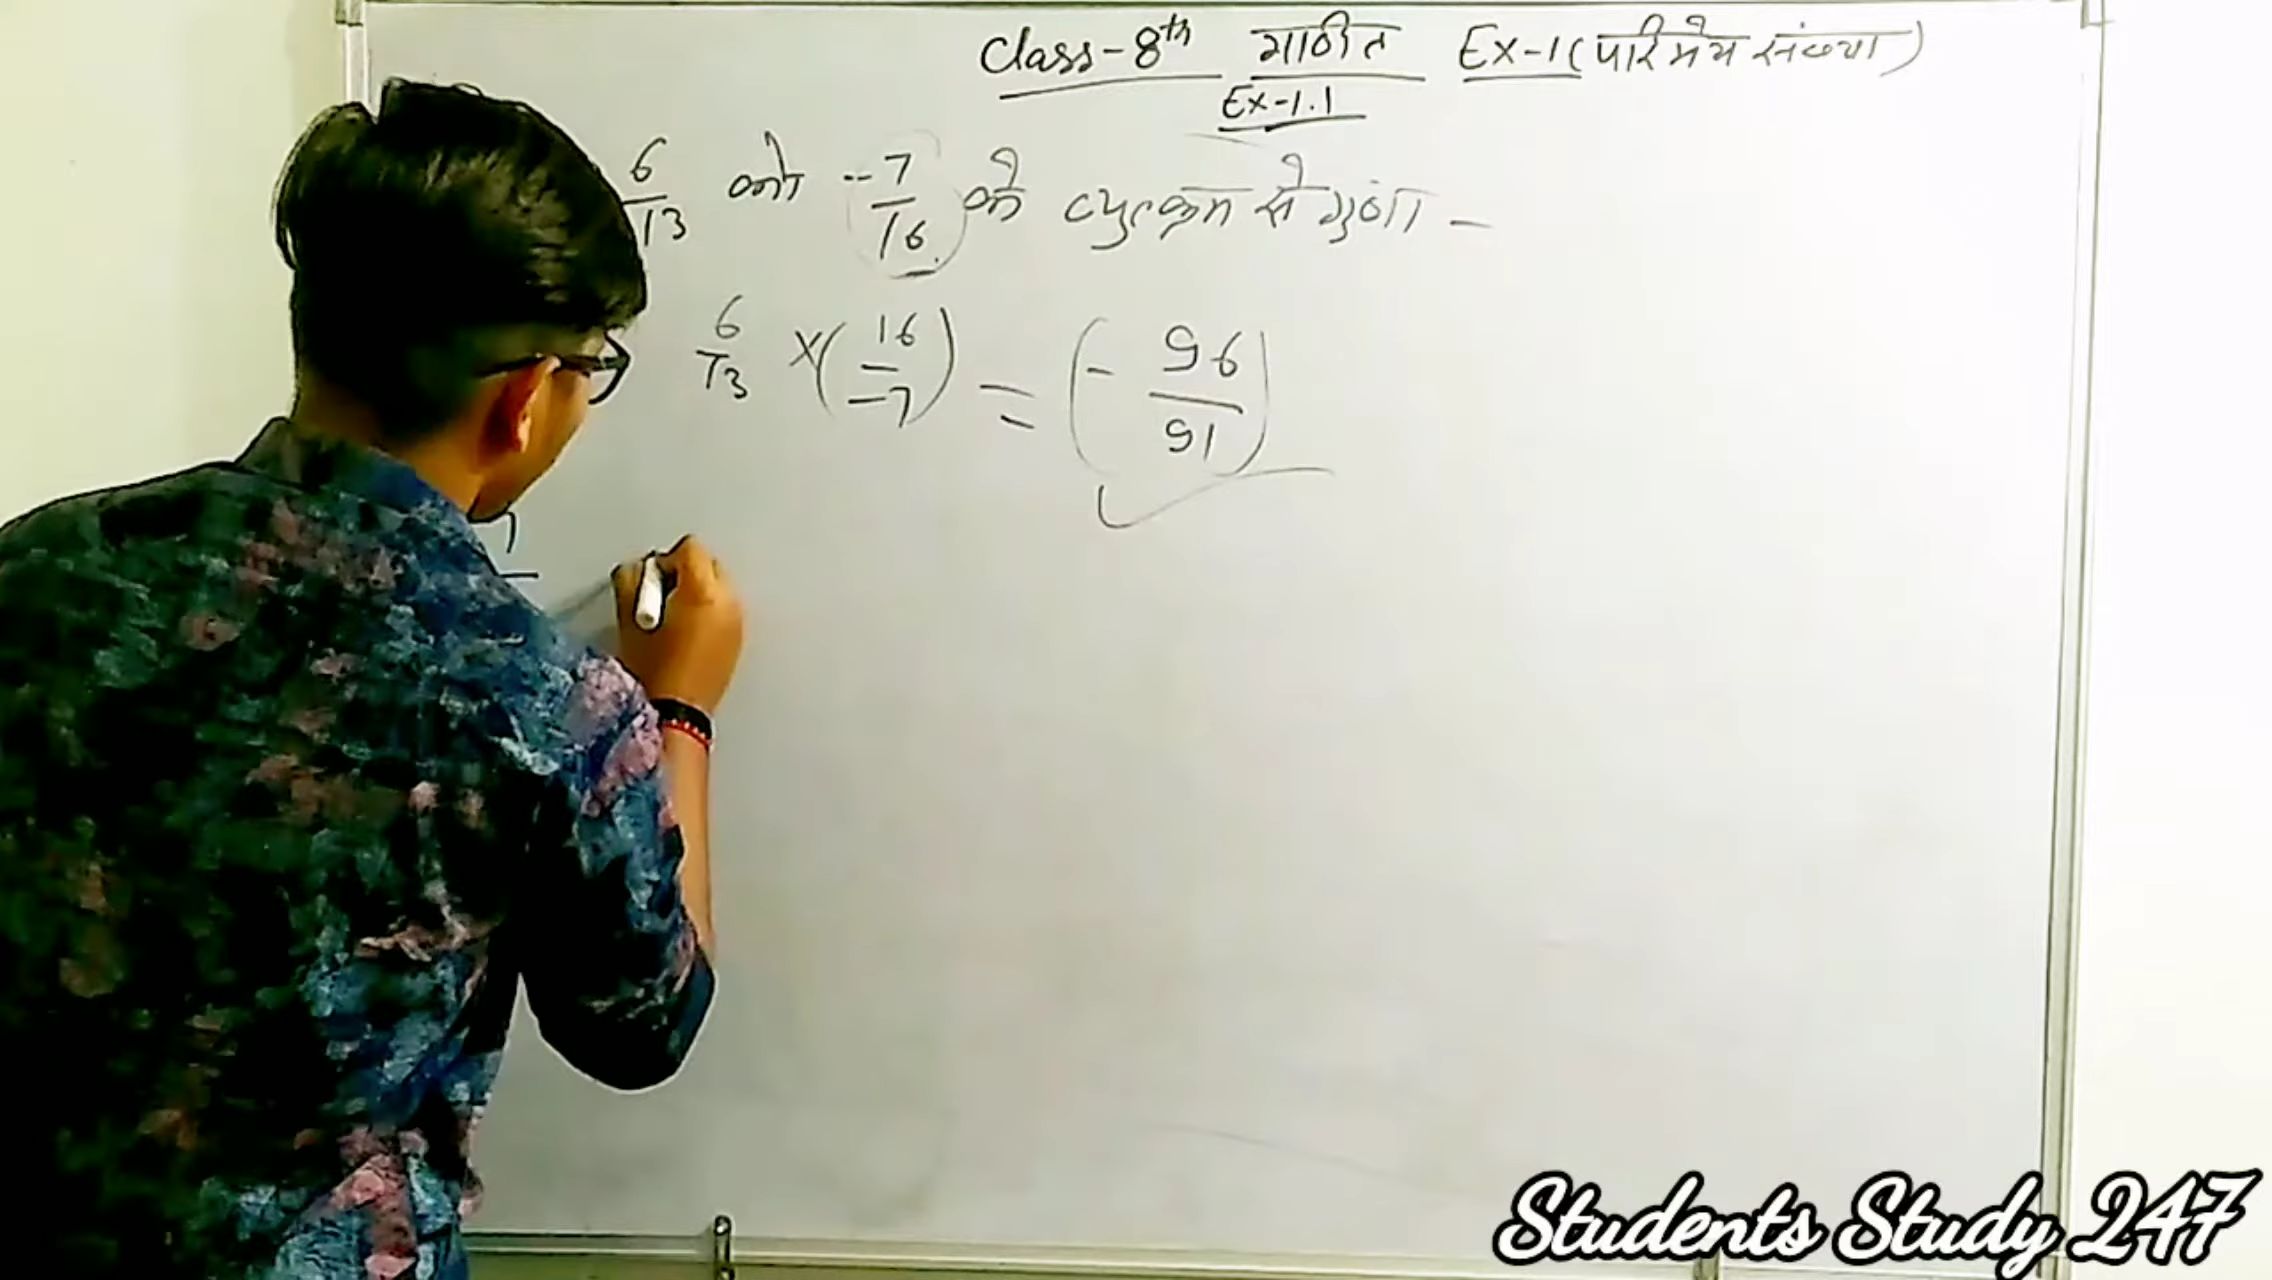 Class-8th गणित Ex-1 (परिमेय संख्या)
Ex-1.1
6/13 को -7/16 के व्युत्क्रम से गुणा -
6/13 × (16/-7) = (- 96/91)
7
Students Study 247